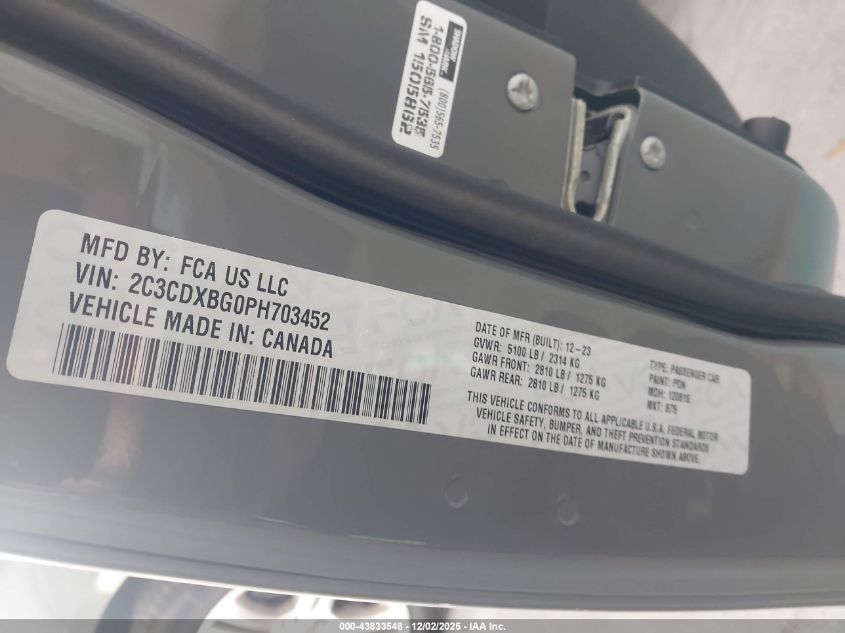 (800)565-7535
1-800-565-7535
S/M 15058132
MFD BY: FCA US LLC
VIN: 2C3CDXBG0PH703452
VEHICLE MADE IN: CANADA
DATE OF MFR (BUILT): 12-23
GVWR: 5100 LB / 2314 KG
GAWR FRONT: 2810 LB / 1275 KG
GAWR REAR: 2810 LB / 1275 KG
TYPE: PASSENGER CAR
PAINT: PDN
MDH: 120816
MKT: 875
THIS VEHICLE CONFORMS TO ALL APPLICABLE U.S.A. FEDERAL MOTOR
VEHICLE SAFETY, BUMPER, AND THEFT PREVENTION STANDARDS
IN EFFECT ON THE DATE OF MANUFACTURE SHOWN ABOVE.
000-43833548 - 12/02/2025 - IAA Inc.